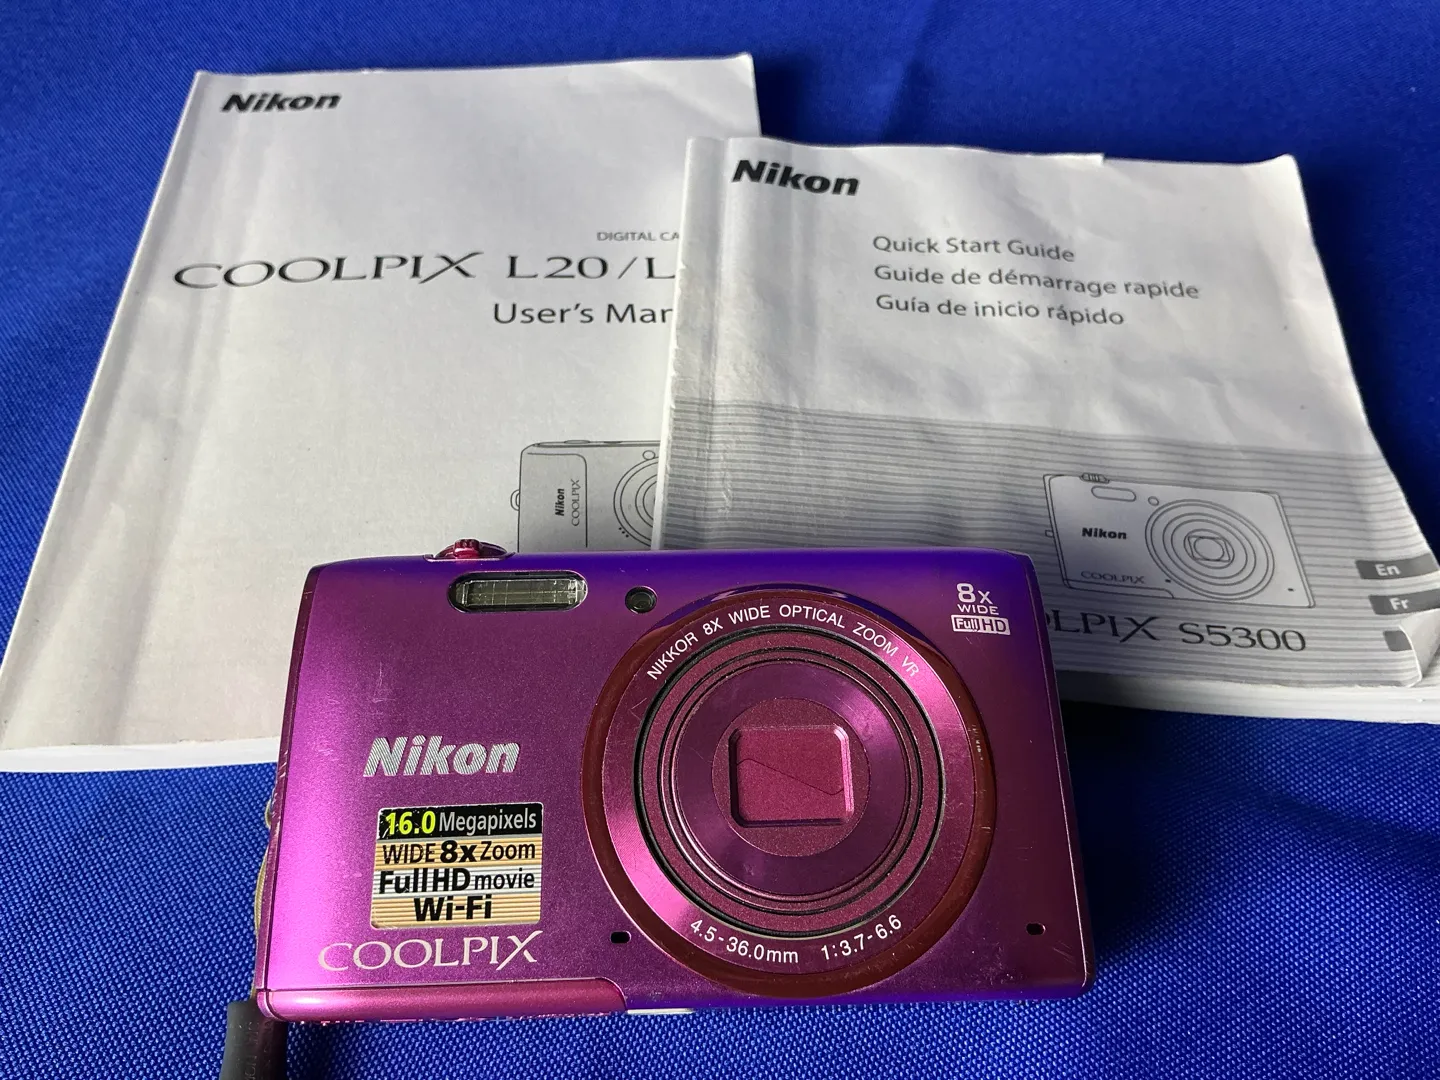 Nikon
DIGITAL CA
COOLPIX L20/L
User's Man
Nikon
COOLPIX
Nikon
Quick Start Guide
Guide de démarrage rapide
Guía de inicio rápido
Nikon
COOLPIX
En
Fr
OLPIX S5300
8x
WIDE
Full HD
NIKKOR 8X WIDE OPTICAL ZOOM VR
4.5-36.0mm 1:3.7-6.6
Nikon
16.0 Megapixels
WIDE 8x Zoom
Full HD movie
Wi-Fi
COOLPIX